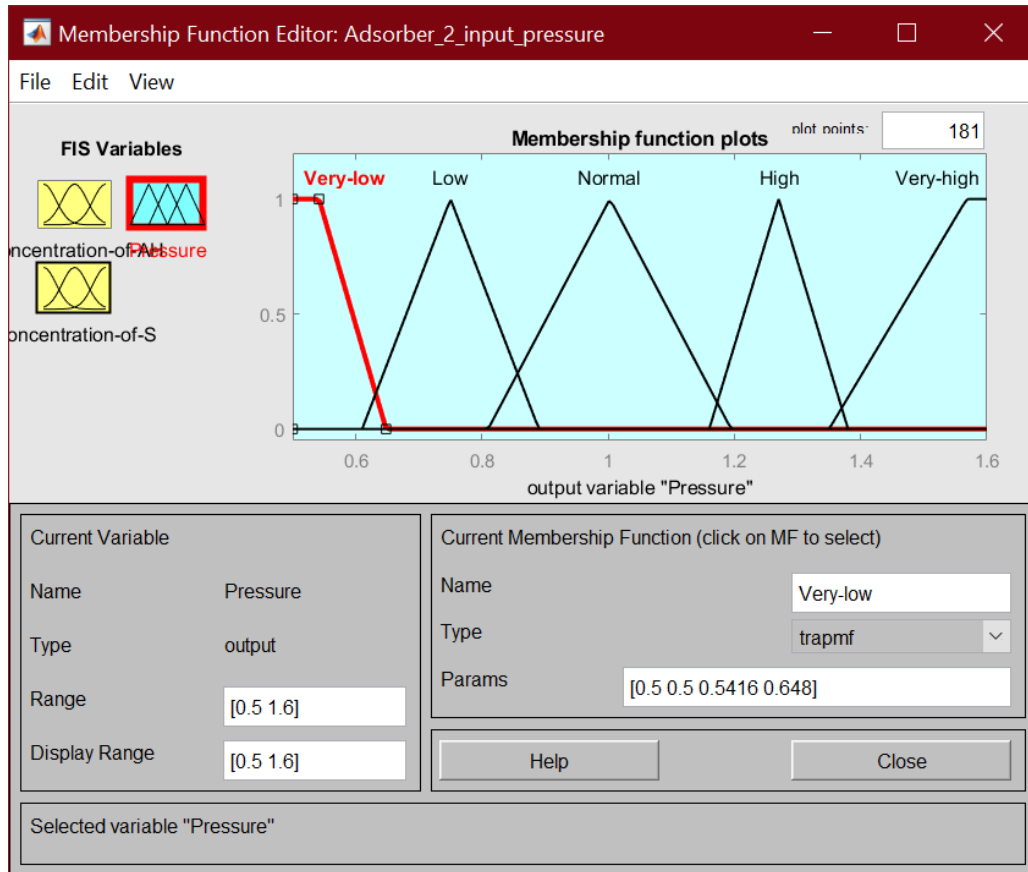 Membership Function Editor: Adsorber_2_input_pressure
File Edit View
FIS Variables
Membership function plots
plot points:
181
Very-low Low Normal High Very-high
oncentration-of-AH
Pressure
oncentration-of-S
1
0.5
0
0.6 0.8 1 1.2 1.4 1.6
output variable "Pressure"
Current Variable
Name Pressure
Type output
Range [0.5 1.6]
Display Range [0.5 1.6]
Current Membership Function (click on MF to select)
Name Very-low
Type trapmf
Params [0.5 0.5 0.5416 0.648]
Help Close
Selected variable "Pressure"